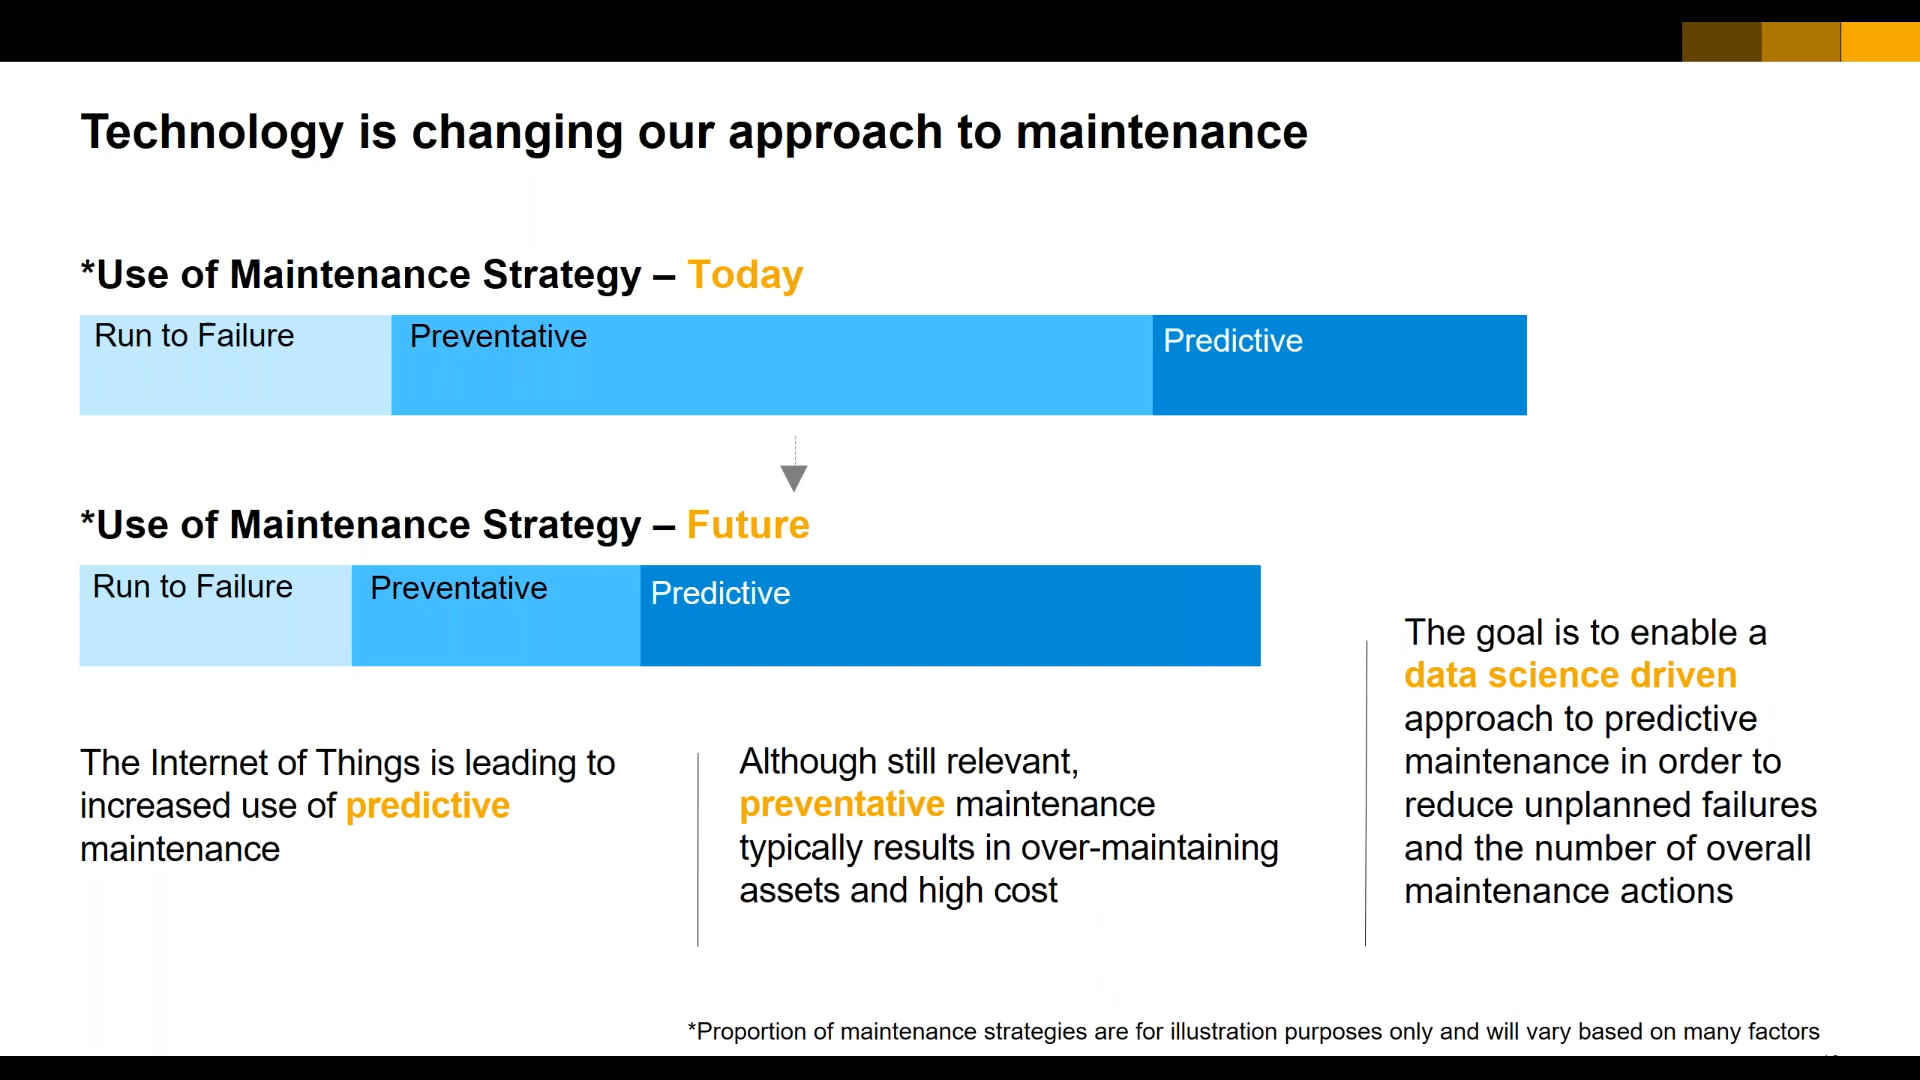 Technology is changing our approach to maintenance
*Use of Maintenance Strategy – Today
Run to Failure
Preventative
Predictive
*Use of Maintenance Strategy – Future
Run to Failure
Preventative
Predictive
The Internet of Things is leading to
increased use of predictive
maintenance
Although still relevant,
preventative maintenance
typically results in over-maintaining
assets and high cost
The goal is to enable a
data science driven
approach to predictive
maintenance in order to
reduce unplanned failures
and the number of overall
maintenance actions
*Proportion of maintenance strategies are for illustration purposes only and will vary based on many factors